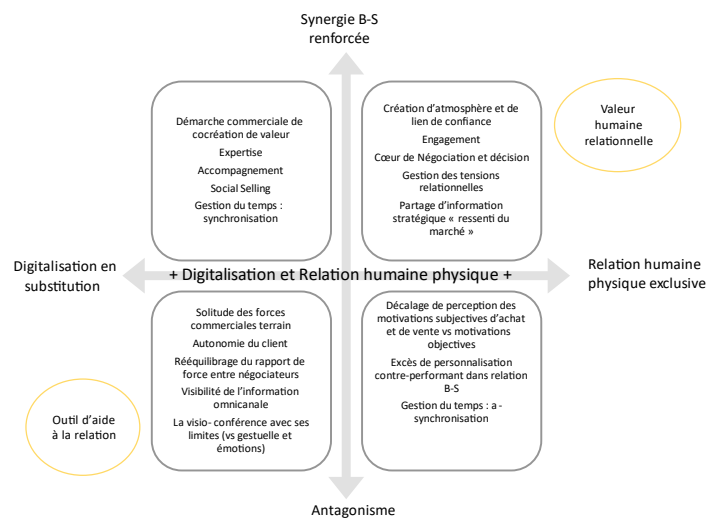 Synergie B-S
renforcée
Démarche commerciale de
cocréation de valeur
Expertise
Accompagnement
Social Selling
Gestion du temps :
synchronisation
Création d'atmosphère et de
lien de confiance
Engagement
Cœur de Négociation et décision
Gestion des tensions
relationnelles
Partage d'information
stratégique « ressenti du
marché »
Valeur
humaine
relationnelle
Digitalisation en
substitution
+ Digitalisation et Relation humaine physique +
Relation humaine
physique exclusive
Solitude des forces
commerciales terrain
Autonomie du client
Rééquilibrage du rapport de
force entre négociateurs
Visibilité de l'information
omnicanale
La visio- conférence avec ses
limites (vs gestuelle et
émotions)
Décalage de perception des
motivations subjectives d'achat
et de vente vs motivations
objectives
Excès de personnalisation
contre-performant dans relation
B-S
Gestion du temps : a -
synchronisation
Outil d'aide
à la relation
Antagonisme